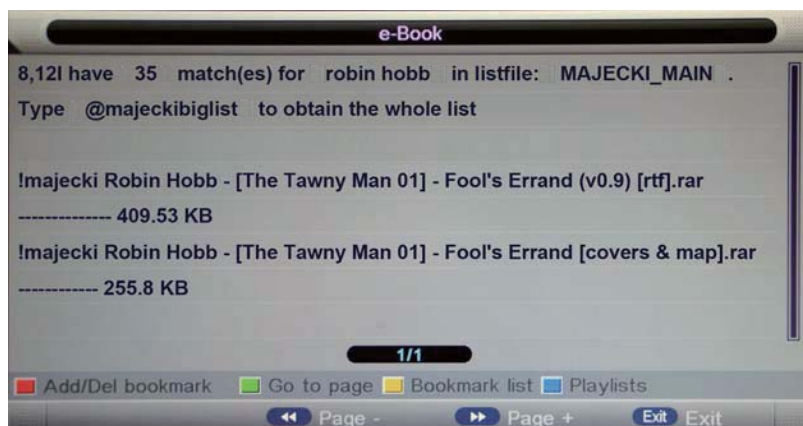 e-Book
8,12I have 35 match(es) for robin hobb in listfile: MAJECKI_MAIN .
Type @majeckibiglist to obtain the whole list
!majecki Robin Hobb - [The Tawny Man 01] - Fool's Errand (v0.9) [rtf].rar
-------------- 409.53 KB
!majecki Robin Hobb - [The Tawny Man 01] - Fool's Errand [covers & map].rar
------------ 255.8 KB
1/1
Add/Del bookmark Go to page Bookmark list Playlists
Page - Page + Exit Exit